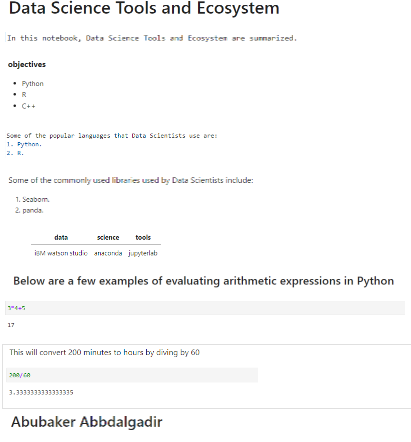 Data Science Tools and Ecosystem
In this notebook, Data Science Tools and Ecosystem are summarized.
objectives
• Python
• R
• C++
Some of the popular languages that Data Scientists use are:
1. Python.
2. R.
Some of the commonly used libraries used by Data Scientists include:
1. Seaborn.
2. panda.
data science tools
IBM watson studio anaconda jupyterlab
Below are a few examples of evaluating arithmetic expressions in Python
3*4+5
17
This will convert 200 minutes to hours by diving by 60
200/60
3.3333333333333335
Abubaker Abbdalgadir